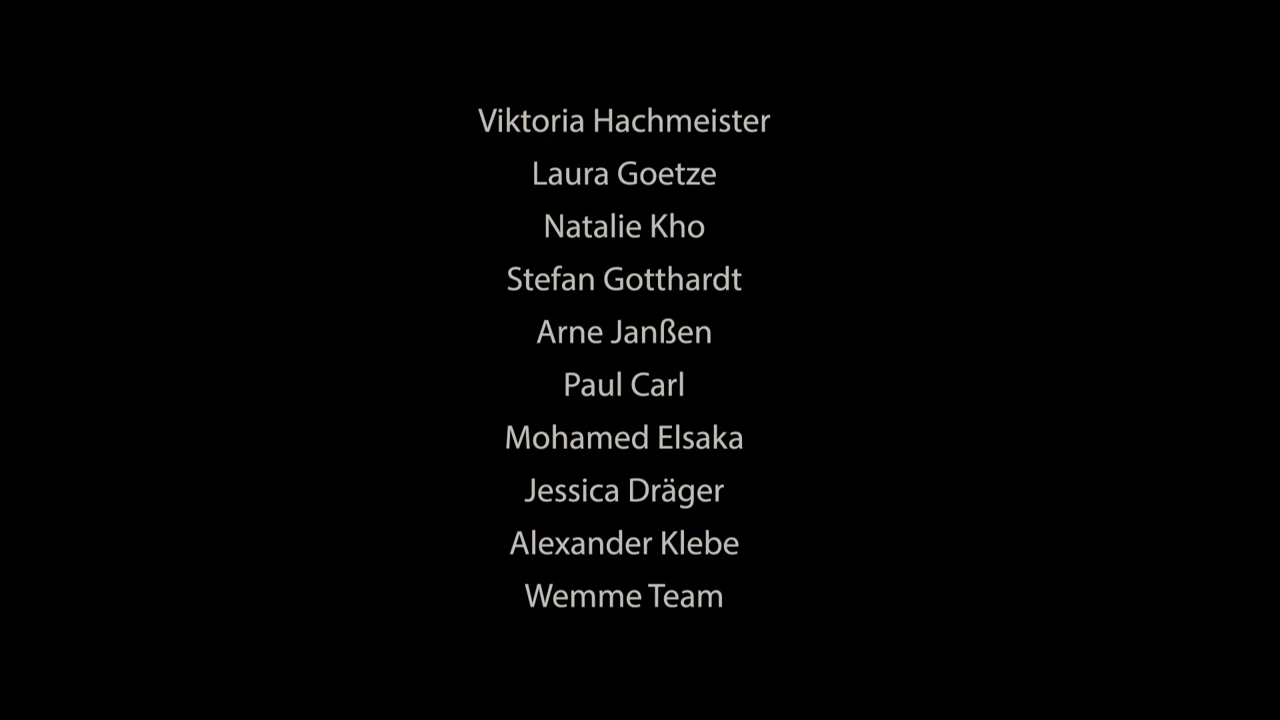 Viktoria Hachmeister
Laura Goetze
Natalie Kho
Stefan Gotthardt
Arne Janßen
Paul Carl
Mohamed Elsaka
Jessica Dräger
Alexander Klebe
Wemme Team